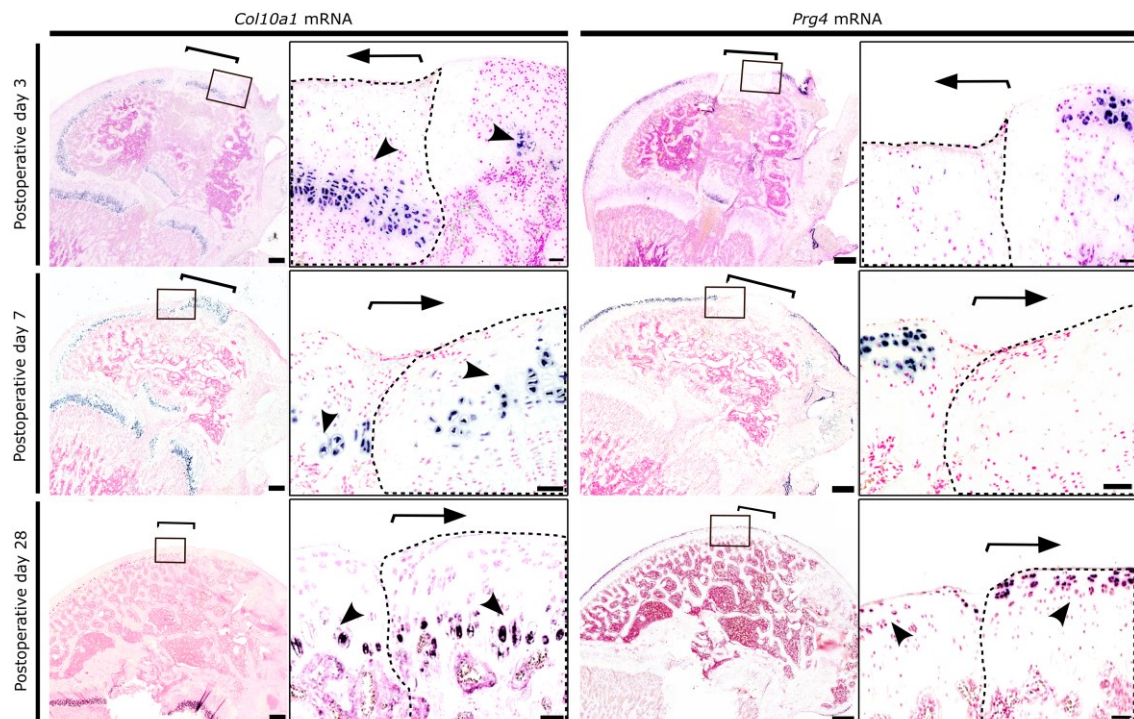 Col10a1 mRNA
Prg4 mRNA
Postoperative day 3
Postoperative day 7
Postoperative day 28